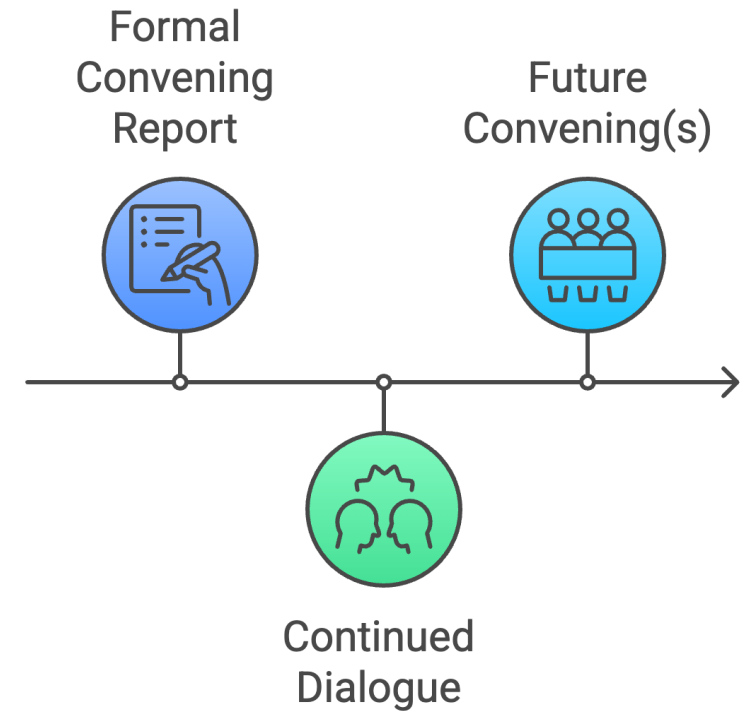 Formal
Convening
Report
Future
Convening(s)
Continued
Dialogue